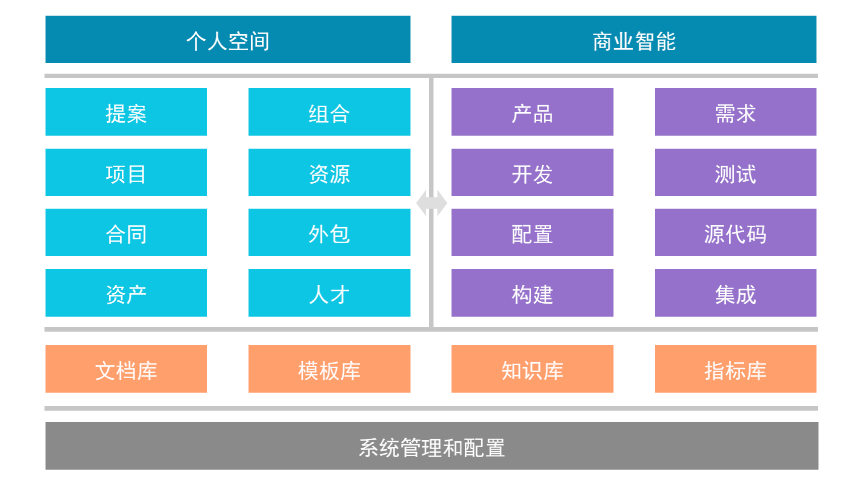 个人空间
商业智能
提案
组合
产品
需求
项目
资源
开发
测试
合同
外包
配置
源代码
资产
人才
构建
集成
文档库
模板库
知识库
指标库
系统管理和配置